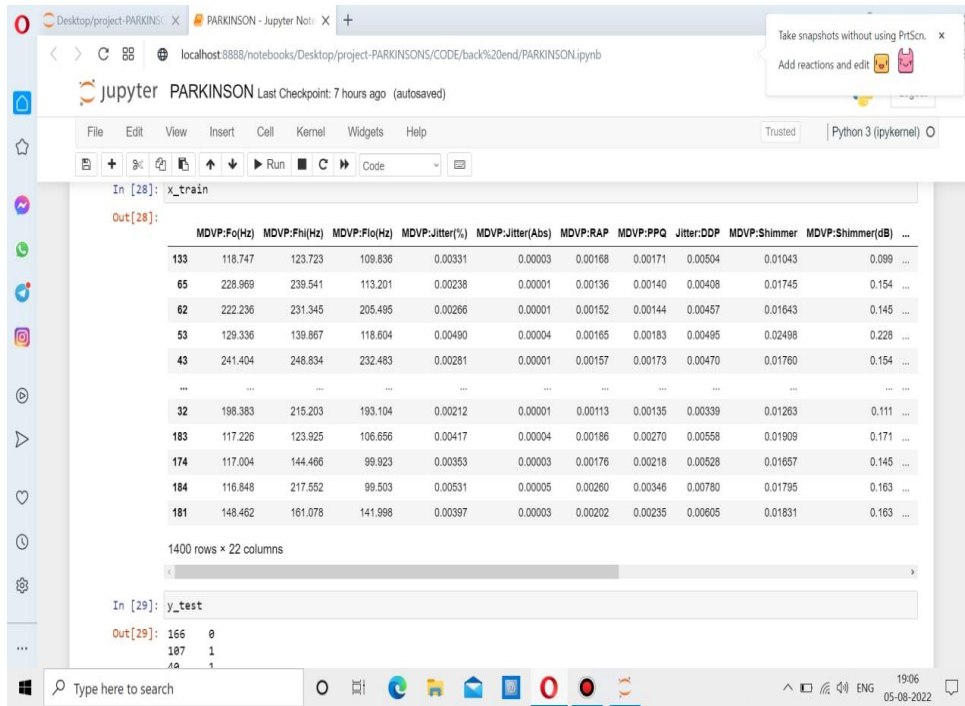 Desktop/project-PARKINS
PARKINSON - Jupyter Note
Take snapshots without using PrtScn.
Add reactions and edit
localhost:8888/notebooks/Desktop/project-PARKINSONS/CODE/back%20end/PARKINSON.ipynb
jupyter PARKINSON Last Checkpoint: 7 hours ago (autosaved)
File Edit View Insert Cell Kernel Widgets Help Trusted Python 3 (ipykernel)
Run Code
In [28]: x_train
Out[28]:
MDVP:Fo(Hz) MDVP:Fhi(Hz) MDVP:Flo(Hz) MDVP:Jitter(%) MDVP:Jitter(Abs) MDVP:RAP MDVP:PPQ Jitter:DDP MDVP:Shimmer MDVP:Shimmer(dB) ...
133 118.747 123.723 109.836 0.00331 0.00003 0.00168 0.00171 0.00504 0.01043 0.099 ...
65 228.969 239.541 113.201 0.00238 0.00001 0.00136 0.00140 0.00408 0.01745 0.154 ...
62 222.236 231.345 205.495 0.00266 0.00001 0.00152 0.00144 0.00457 0.01643 0.145 ...
53 129.336 139.867 118.604 0.00490 0.00004 0.00165 0.00183 0.00495 0.02498 0.228 ...
43 241.404 248.834 232.483 0.00281 0.00001 0.00157 0.00173 0.00470 0.01760 0.154 ...
... ... ... ... ... ... ... ... ... ... ... ...
32 198.383 215.203 193.104 0.00212 0.00001 0.00113 0.00135 0.00339 0.01263 0.111 ...
183 117.226 123.925 106.656 0.00417 0.00004 0.00186 0.00270 0.00558 0.01909 0.171 ...
174 117.004 144.466 99.923 0.00353 0.00003 0.00176 0.00218 0.00528 0.01657 0.145 ...
184 116.848 217.552 99.503 0.00531 0.00005 0.00260 0.00346 0.00780 0.01795 0.163 ...
181 148.462 161.078 141.998 0.00397 0.00003 0.00202 0.00235 0.00605 0.01831 0.163 ...
1400 rows × 22 columns
In [29]: y_test
Out[29]: 166 0
107 1
40 1
Type here to search
ENG
19:06
05-08-2022